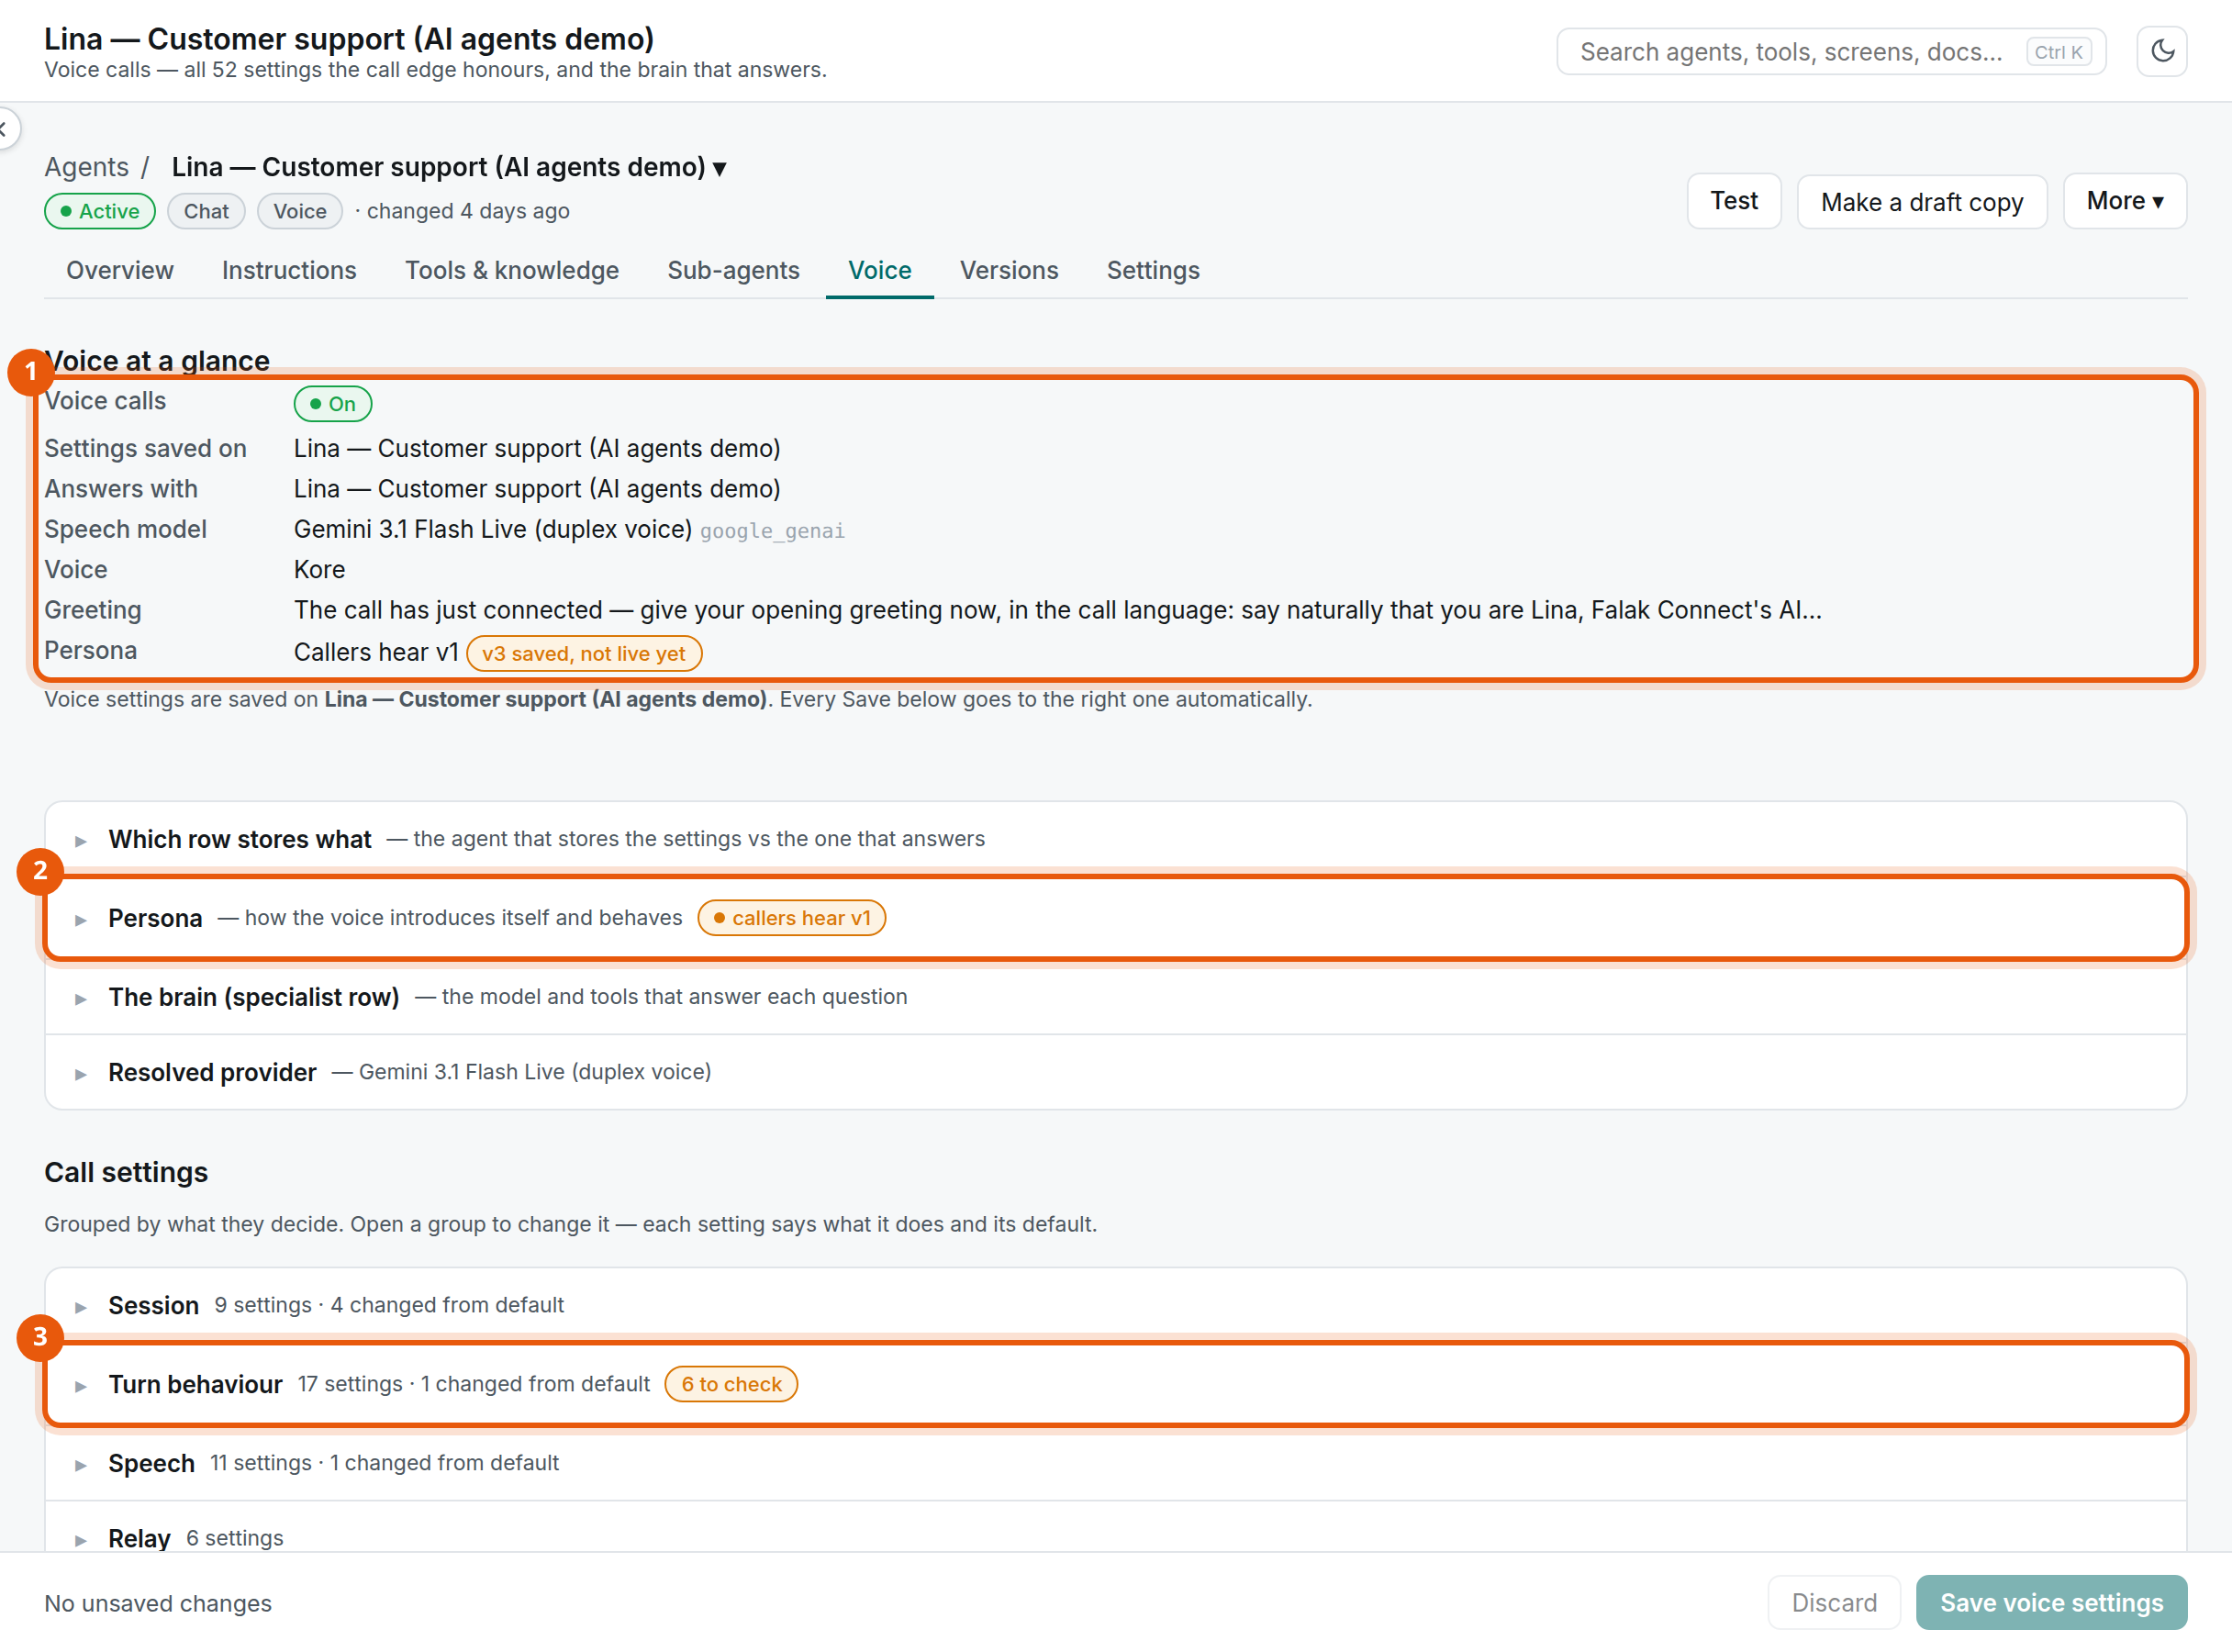 Lina — Customer support (AI agents demo)
Voice calls — all 52 settings the call edge honours, and the brain that answers.
Search agents, tools, screens, docs... Ctrl K
Agents / Lina — Customer support (AI agents demo) ▾
Active Chat Voice · changed 4 days ago
Test Make a draft copy More ▾
Overview Instructions Tools & knowledge Sub-agents Voice Versions Settings
Voice at a glance
1
Voice calls On
Settings saved on Lina — Customer support (AI agents demo)
Answers with Lina — Customer support (AI agents demo)
Speech model Gemini 3.1 Flash Live (duplex voice) google_genai
Voice Kore
Greeting The call has just connected — give your opening greeting now, in the call language: say naturally that you are Lina, Falak Connect's AI...
Persona Callers hear v1 v3 saved, not live yet
Voice settings are saved on Lina — Customer support (AI agents demo). Every Save below goes to the right one automatically.
▸ Which row stores what — the agent that stores the settings vs the one that answers
2
▸ Persona — how the voice introduces itself and behaves callers hear v1
▸ The brain (specialist row) — the model and tools that answer each question
▸ Resolved provider — Gemini 3.1 Flash Live (duplex voice)
Call settings
Grouped by what they decide. Open a group to change it — each setting says what it does and its default.
▸ Session 9 settings · 4 changed from default
3
▸ Turn behaviour 17 settings · 1 changed from default 6 to check
▸ Speech 11 settings · 1 changed from default
▸ Relay 6 settings
No unsaved changes Discard Save voice settings